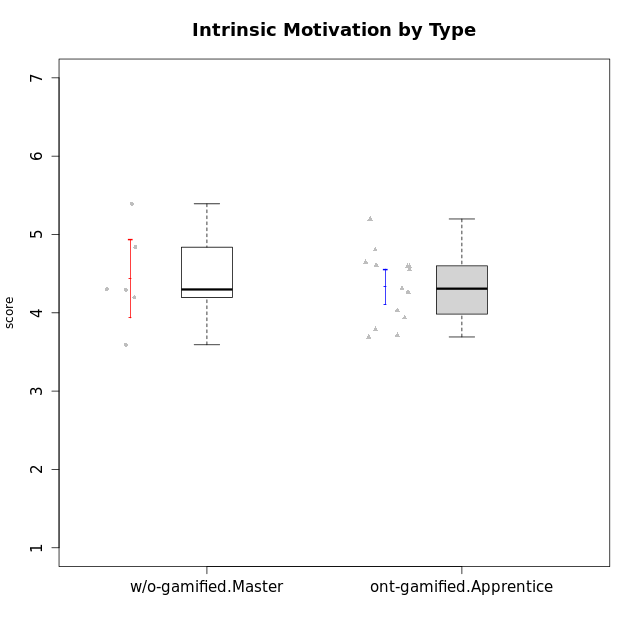 Intrinsic Motivation by Type
7
6
5
4
3
2
1
score
w/o-gamified.Master
ont-gamified.Apprentice